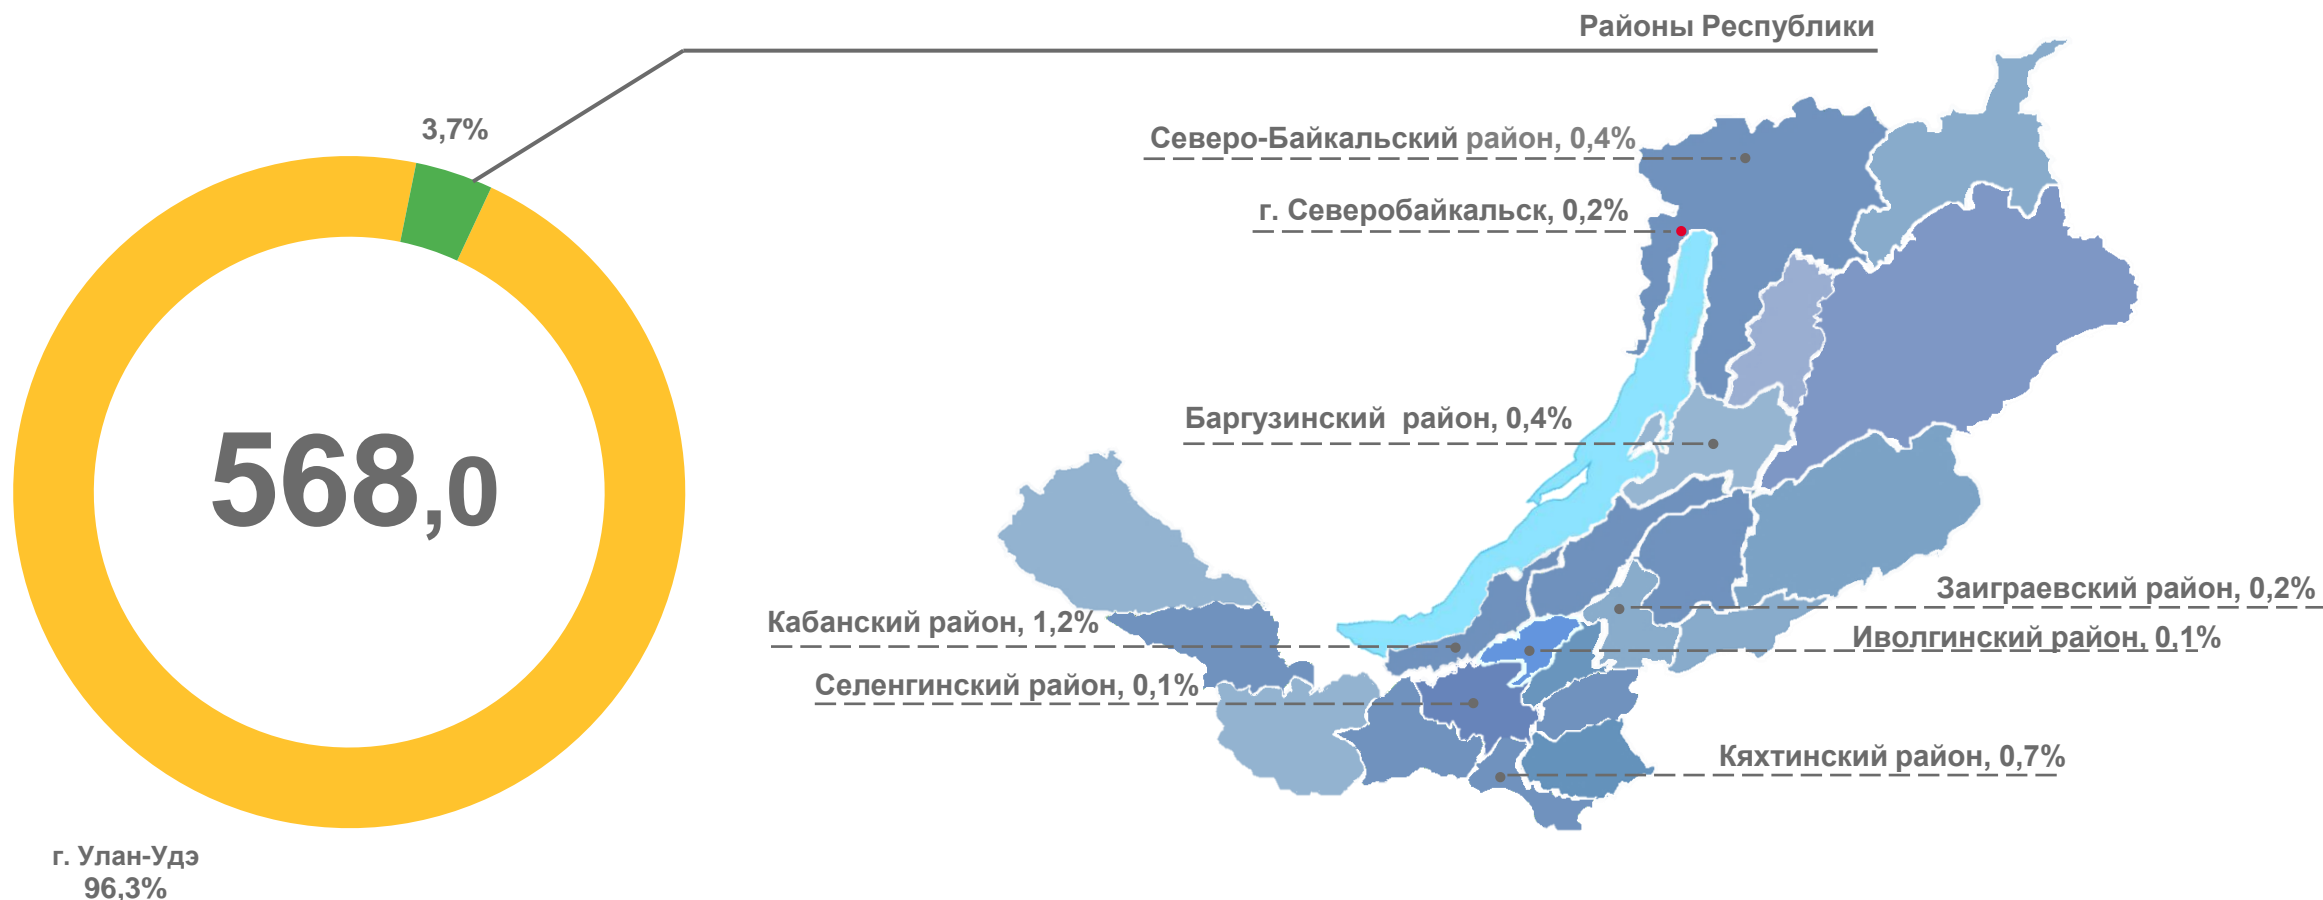 Районы Республики
3,7%
Северо-Байкальский район, 0,4%
г. Северобайкальск, 0,2%
Баргузинский район, 0,4%
568,0
Заиграевский район, 0,2%
Кабанский район, 1,2%
Иволгинский район, 0,1%
Селенгинский район, 0,1%
Кяхтинский район, 0,7%
г. Улан-Удэ
96,3%